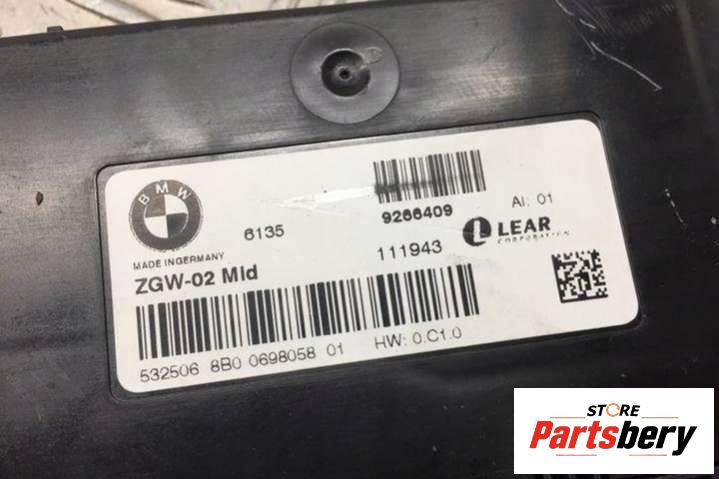 BMW
6135
9266409
AI: 01
MADE IN GERMANY
ZGW-02 Mid
111943
LEAR
CORPORATION
532506 8B0 0698058 01
HW: 0.C1.0
STORE
Partsbery